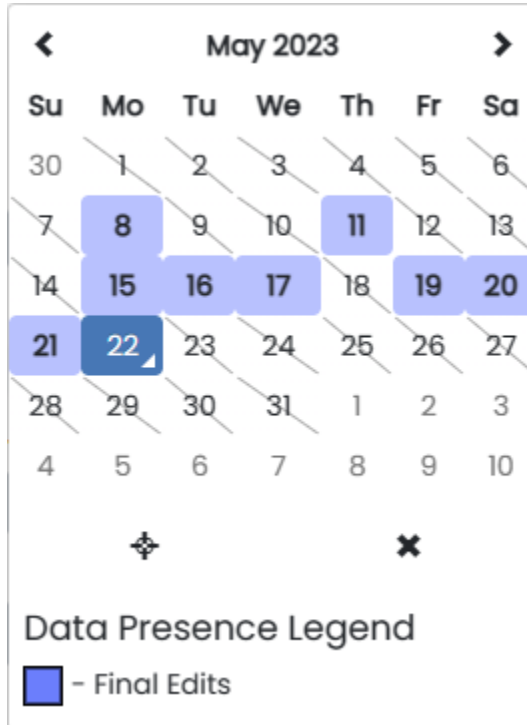 May 2023
Su Mo Tu We Th Fr Sa
30 1 2 3 4 5 6
7 8 9 10 11 12 13
14 15 16 17 18 19 20
21 22 23 24 25 26 27
28 29 30 31 1 2 3
4 5 6 7 8 9 10
Data Presence Legend
- Final Edits